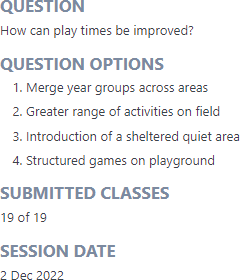 QUESTION
How can play times be improved?
QUESTION OPTIONS
1. Merge year groups across areas
2. Greater range of activities on field
3. Introduction of a sheltered quiet area
4. Structured games on playground
SUBMITTED CLASSES
19 of 19
SESSION DATE
2 Dec 2022